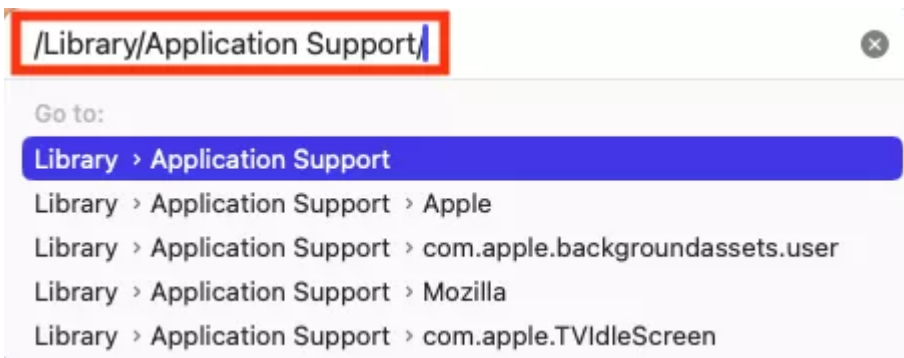 /Library/Application Support/
Go to:
Library › Application Support
Library › Application Support › Apple
Library › Application Support › com.apple.backgroundassets.user
Library › Application Support › Mozilla
Library › Application Support › com.apple.TVIdleScreen